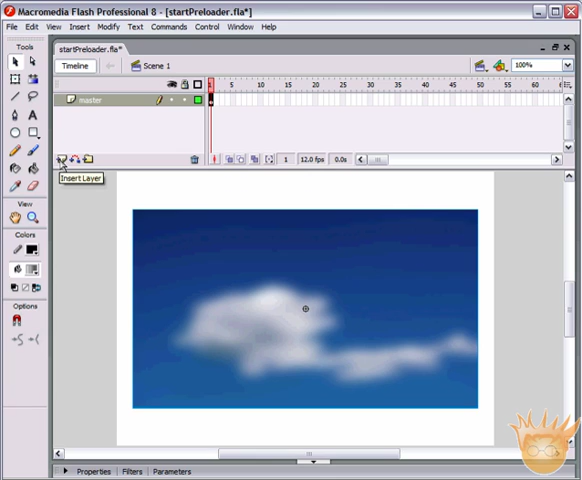 Macromedia Flash Professional 8 - [startPreloader.fla*]
File Edit View Insert Modify Text Commands Control Window Help
Tools
startPreloader.fla*
Timeline
Scene 1
100%
1 5 10 15 20 25 30 35 40 45 50 55 60 65
master
1 12.0 fps 0.0s
Insert Layer
View
Colors
Options
Properties Filters Parameters